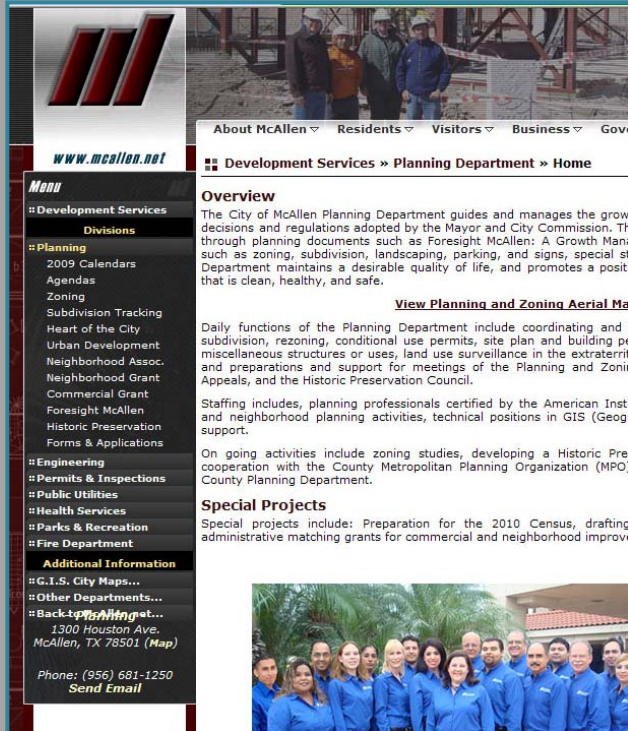 www.mcallen.net
About McAllen Residents Visitors Business Gov
Development Services » Planning Department » Home
Menu
Development Services
Divisions
Planning
2009 Calendars
Agendas
Zoning
Subdivision Tracking
Heart of the City
Urban Development
Neighborhood Assoc.
Neighborhood Grant
Commercial Grant
Foresight McAllen
Historic Preservation
Forms & Applications
Engineering
Permits & Inspections
Public Utilities
Health Services
Parks & Recreation
Fire Department
Additional Information
G.I.S. City Maps...
Other Departments...
Back to McAllen.net...
Planning
1300 Houston Ave.
McAllen, TX 78501 (Map)
Phone: (956) 681-1250
Send Email
Overview
The City of McAllen Planning Department guides and manages the grow
decisions and regulations adopted by the Mayor and City Commission. Th
through planning documents such as Foresight McAllen: A Growth Mana
such as zoning, subdivision, landscaping, parking, and signs, special st
Department maintains a desirable quality of life, and promotes a posit
that is clean, healthy, and safe.
View Planning and Zoning Aerial Ma
Daily functions of the Planning Department include coordinating and
subdivision, rezoning, conditional use permits, site plan and building pe
miscellaneous structures or uses, land use surveillance in the extraterrit
and preparations and support for meetings of the Planning and Zonin
Appeals, and the Historic Preservation Council.
Staffing includes, planning professionals certified by the American Inst
and neighborhood planning activities, technical positions in GIS (Geog
support.
On going activities include zoning studies, developing a Historic Pre
cooperation with the County Metropolitan Planning Organization (MPO)
County Planning Department.
Special Projects
Special projects include: Preparation for the 2010 Census, drafting
administrative matching grants for commercial and neighborhood improve